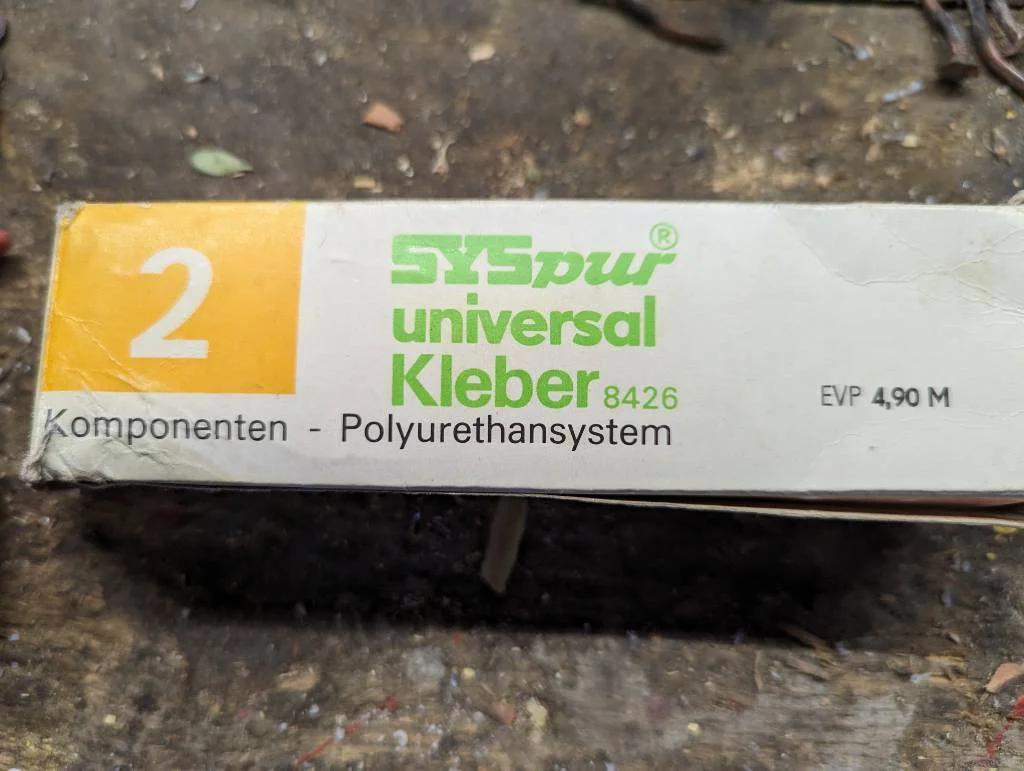 2
SYSpur®
universal
Kleber 8426
EVP 4,90 M
Komponenten - Polyurethansystem